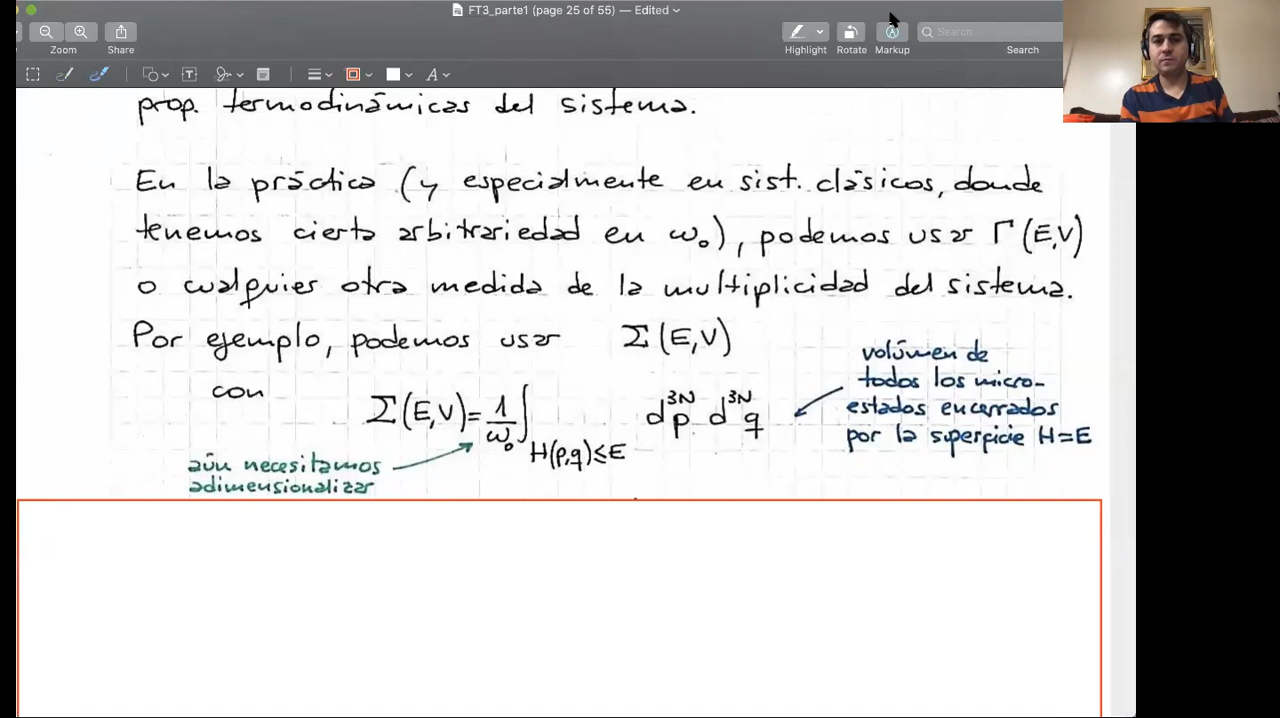 FT3_parte1 (page 25 of 55) — Edited
Zoom
Share
Highlight
Rotate
Markup
Search
Search
prop. termodinámicas del sistema.
En la práctica (y especialmente en sist. clásicos, donde
tenemos cierta arbitrariedad en ω₀), podemos usar Γ(E,V)
o cualquier otra medida de la multiplicidad del sistema.
Por ejemplo, podemos usar Σ(E,V)
con Σ(E,V) = 1/ω₀ ∫_{H(p,q)≤E} d^{3N}p d^{3N}q
volúmen de
todos los micro-
estados encerrados
por la superficie H=E
aún necesitamos
adimensionalizar